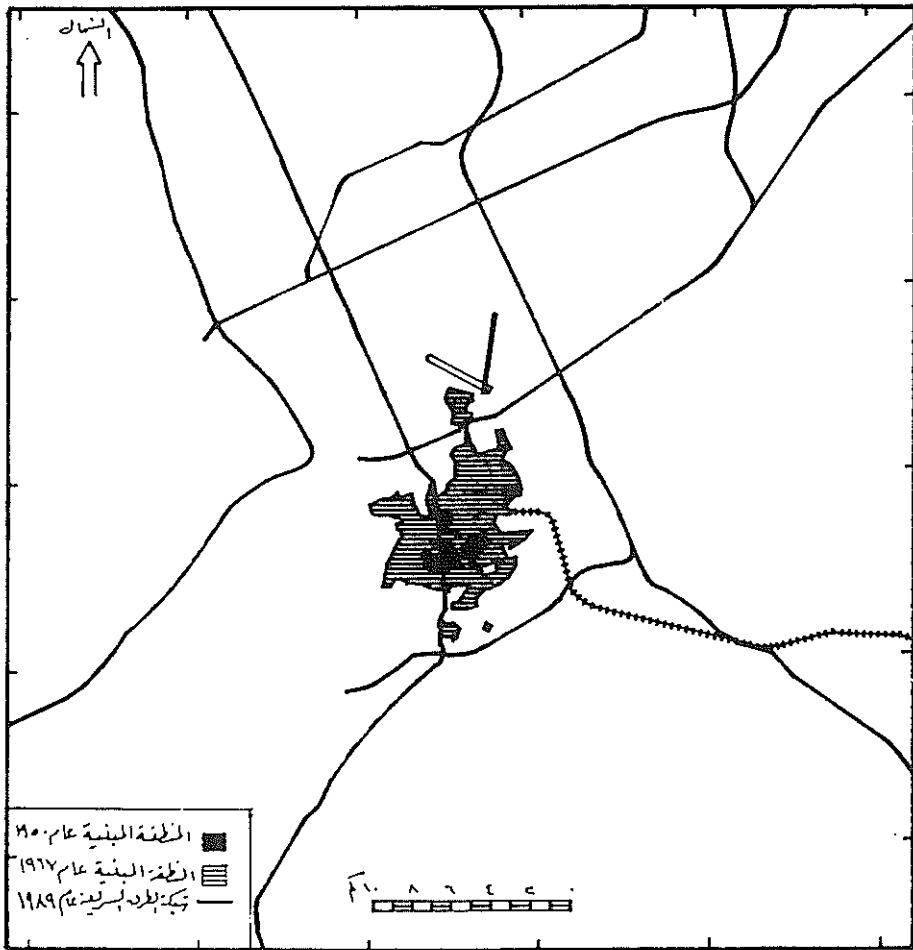 الشمال
المنطقة المبنية عام ١٩٥٠
المنطقة المبنية عام ١٩٦٧
شبكة الطرق السريعة عام ١٩٨٩
١٠ ٨ ٦ ٤ ٢ ٠ كم